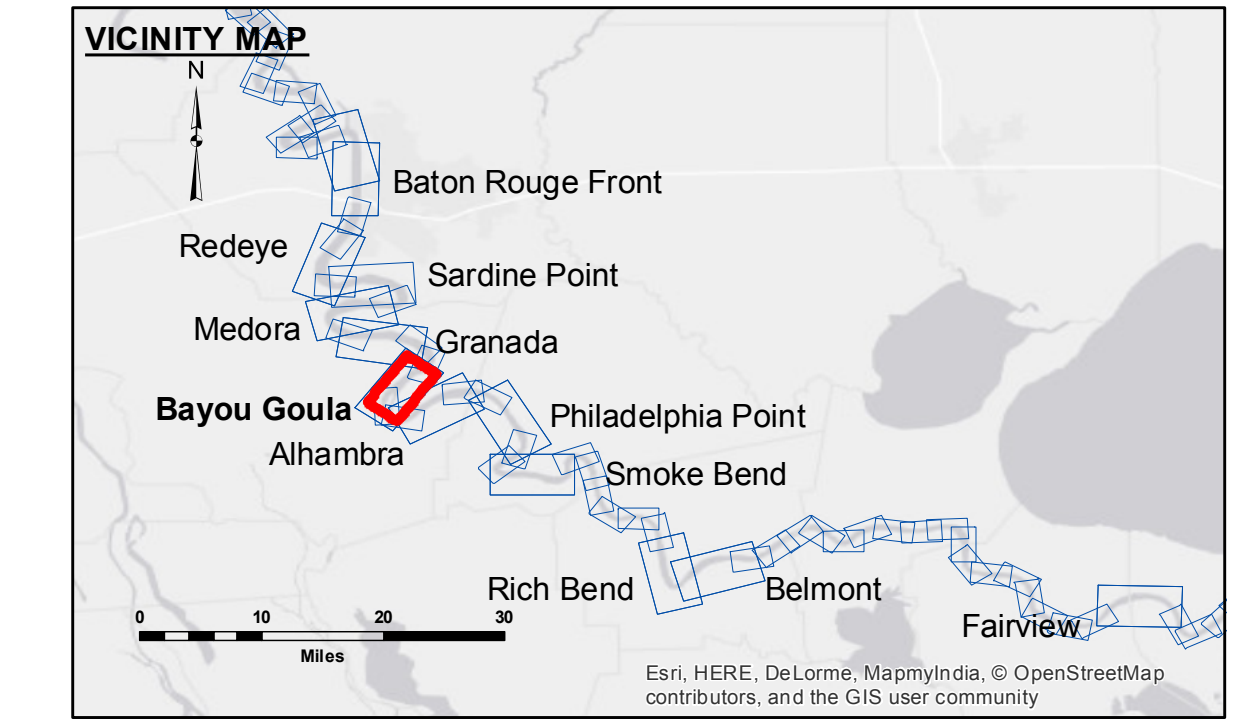 VICINITY MAP
N
Baton Rouge Front
Redeye
Sardine Point
Medora
Granada
Bayou Goula
Philadelphia Point
Alhambra
Smoke Bend
Rich Bend
Belmont
Fairview
0 10 20 30
Miles
Esri, HERE, DeLorme, MapmyIndia, © OpenStreetMap
contributors, and the GIS user community